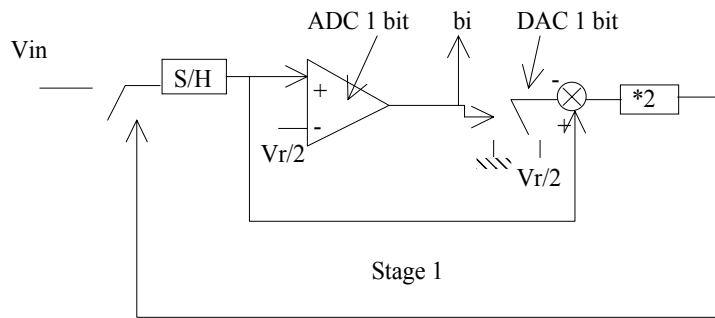 ADC 1 bit
bi
DAC 1 bit
Vin
S/H
+
-
Vr/2
-
+
*2
Vr/2
Stage 1